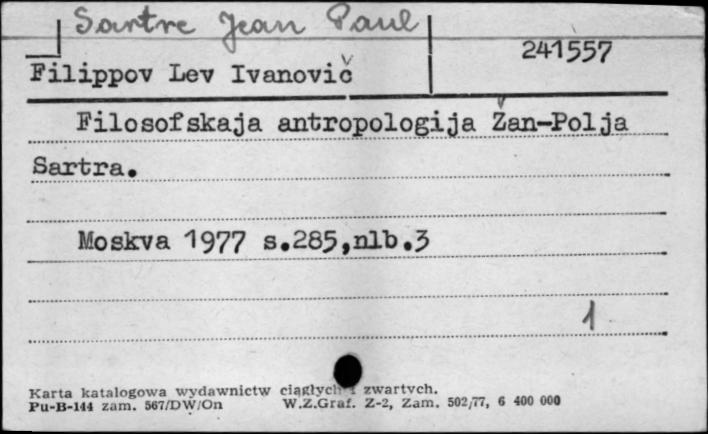 Sartre Jean Paul
241557
Filippov Lev Ivanovič
Filosofskaja antropologija Žan-Polja
Sartra.
Moskva 1977 s.285,nlb.3
1
Karta katalogowa wydawnictw ciągłych i zwartych.
Pu-B-144 zam. 567/DW/On W.Z.Graf. Z-2, Zam. 502/77, 6 400 000